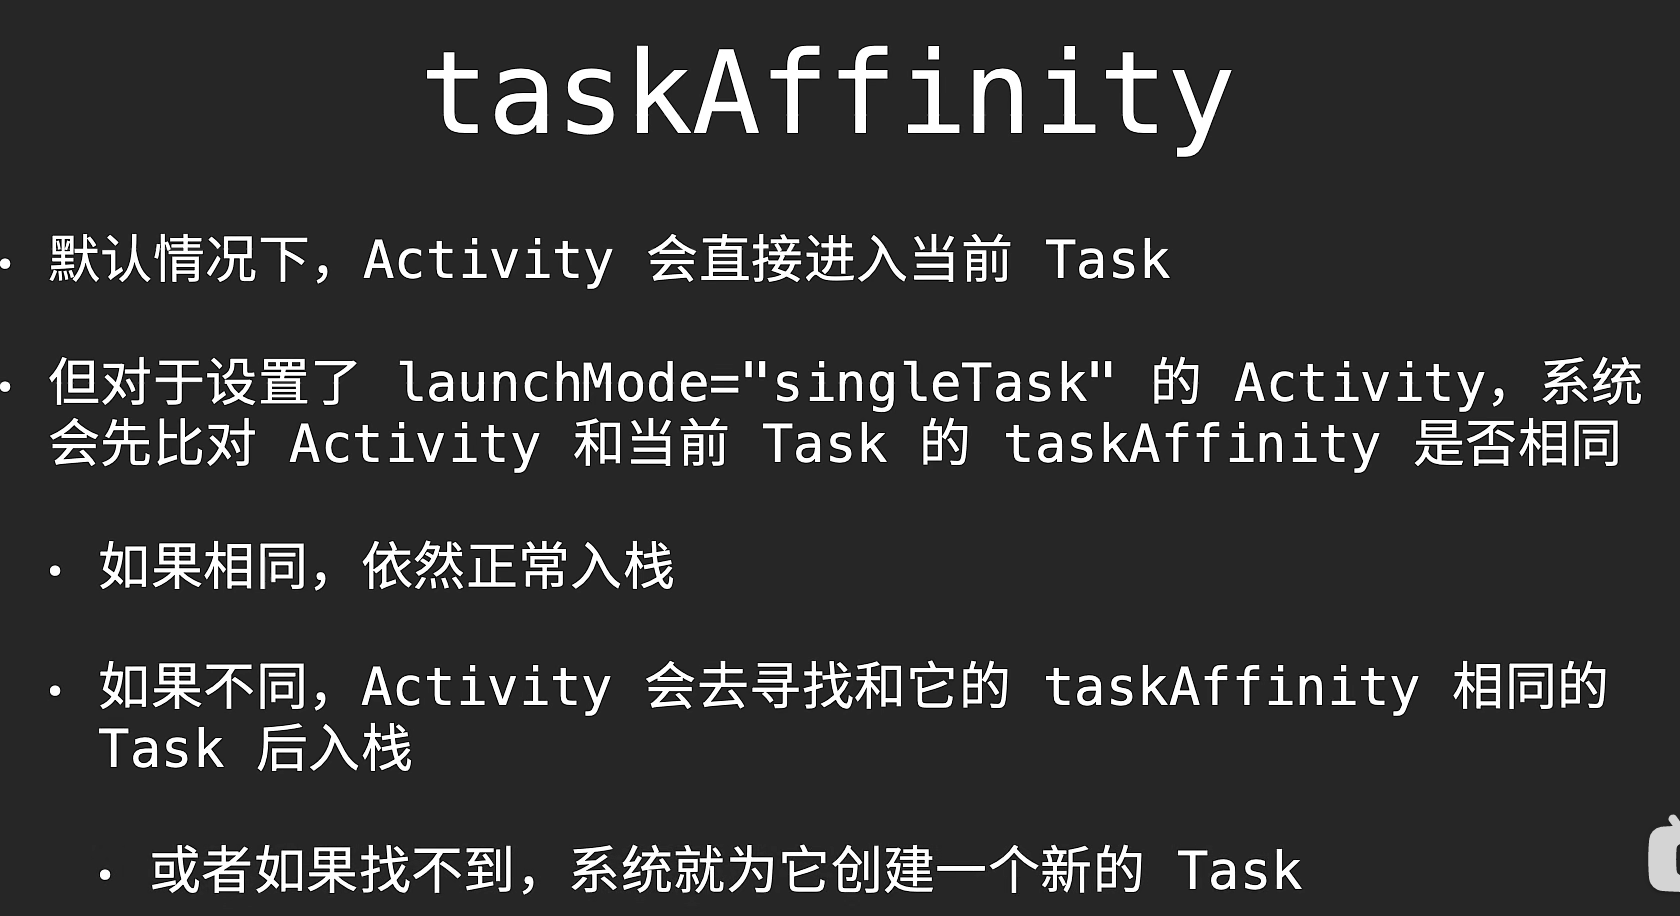 taskAffinity
• 默认情况下，Activity 会直接进入当前 Task
• 但对于设置了 launchMode="singleTask" 的 Activity，系统
会先比对 Activity 和当前 Task 的 taskAffinity 是否相同
• 如果相同，依然正常入栈
• 如果不同，Activity 会去寻找和它的 taskAffinity 相同的
Task 后入栈
• 或者如果找不到，系统就为它创建一个新的 Task